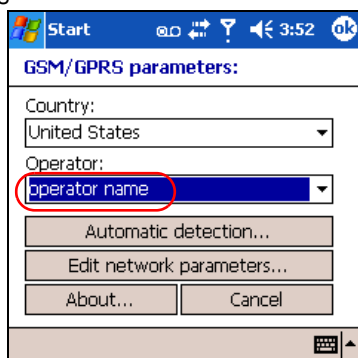 Start 3:52 ok
GSM/GPRS parameters:
Country:
United States
Operator:
operator name
Automatic detection...
Edit network parameters...
About... Cancel